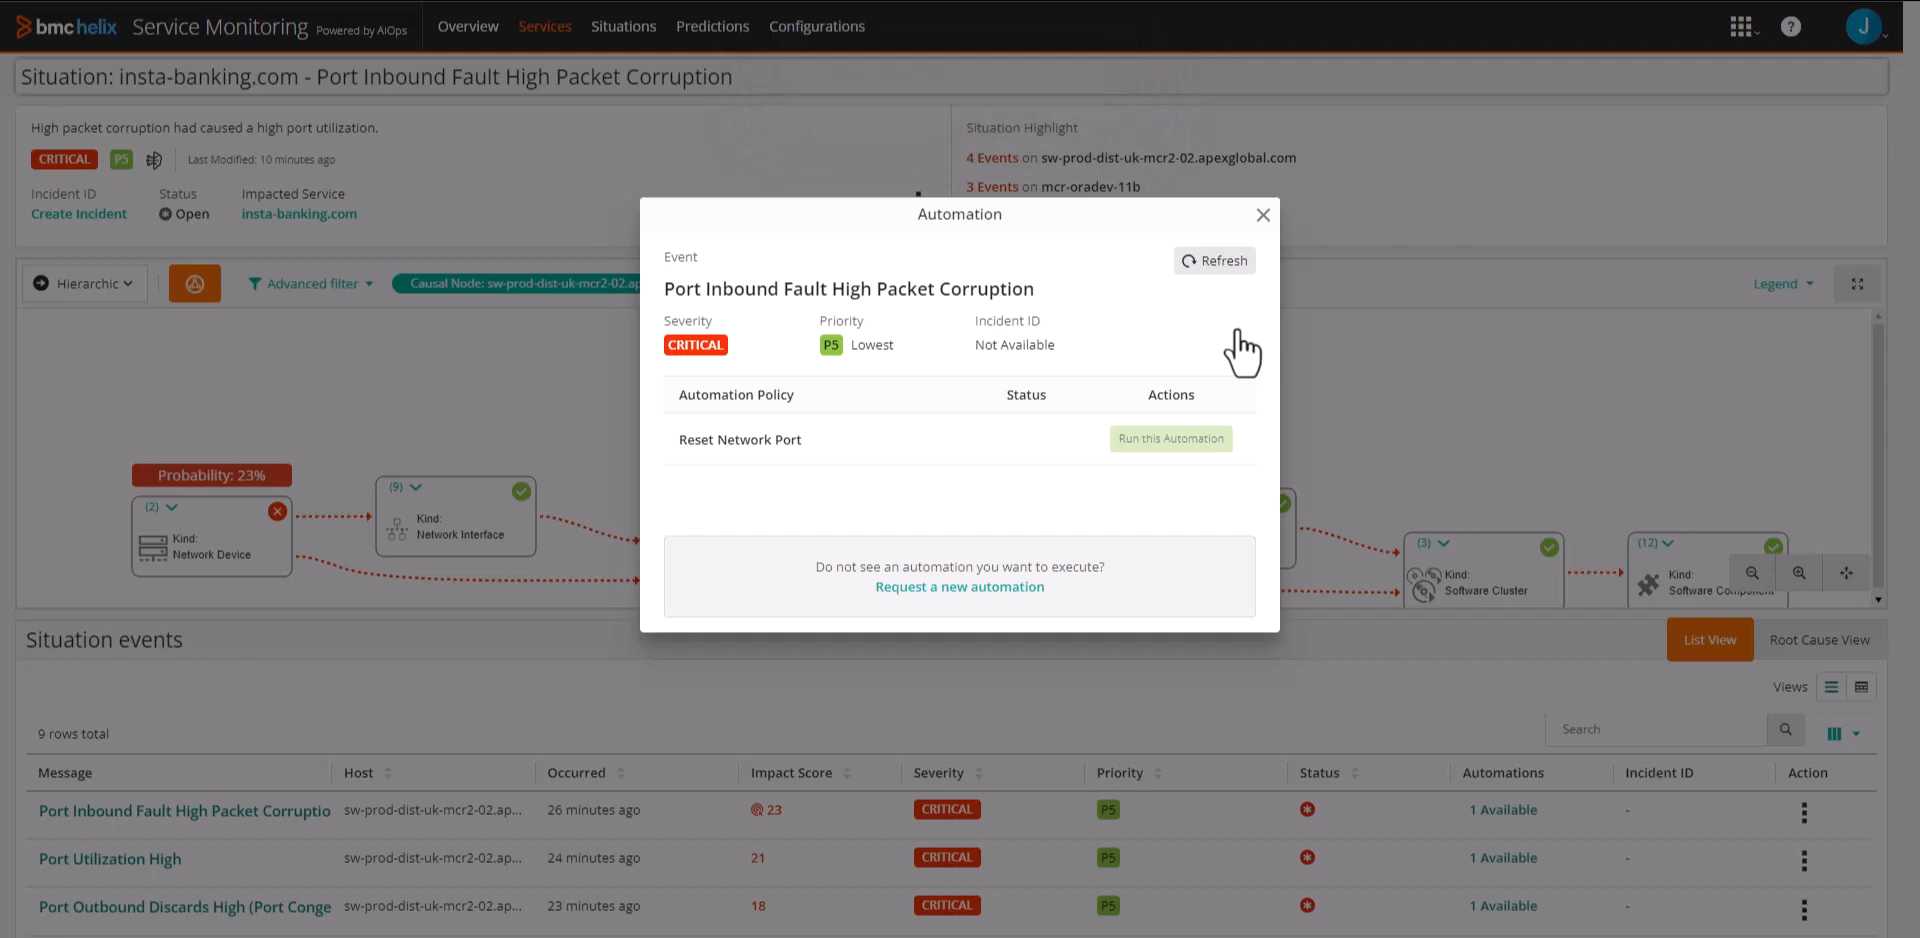 bmc helix Service Monitoring Powered by AIOps Overview Services Situations Predictions Configurations ? J
Situation: insta-banking.com - Port Inbound Fault High Packet Corruption
High packet corruption had caused a high port utilization.
CRITICAL P5 Last Modified: 10 minutes ago
Incident ID Status Impacted Service
Create Incident Open insta-banking.com
Situation Highlight
4 Events on sw-prod-dist-uk-mcr2-02.apexglobal.com
3 Events on mcr-oradev-11b
Hierarchic Advanced filter Causal Node: sw-prod-dist-uk-mcr2-02.ap Legend
Automation
Event
Refresh
Port Inbound Fault High Packet Corruption
Severity Priority Incident ID
CRITICAL P5 Lowest Not Available
Automation Policy Status Actions
Reset Network Port Run this Automation
Do not see an automation you want to execute?
Request a new automation
Probability: 23%
(2)
Kind:
Network Device
(9)
Kind:
Network Interface
(3)
Kind:
Software Cluster
(12)
Kind:
Software Component
Situation events List View Root Cause View
Views
9 rows total Search
Message Host Occurred Impact Score Severity Priority Status Automations Incident ID Action
Port Inbound Fault High Packet Corruptio sw-prod-dist-uk-mcr2-02.ap... 26 minutes ago 23 CRITICAL P5 1 Available -
Port Utilization High sw-prod-dist-uk-mcr2-02.ap... 24 minutes ago 21 CRITICAL P5 1 Available -
Port Outbound Discards High (Port Conge sw-prod-dist-uk-mcr2-02.ap... 23 minutes ago 18 CRITICAL P5 1 Available -